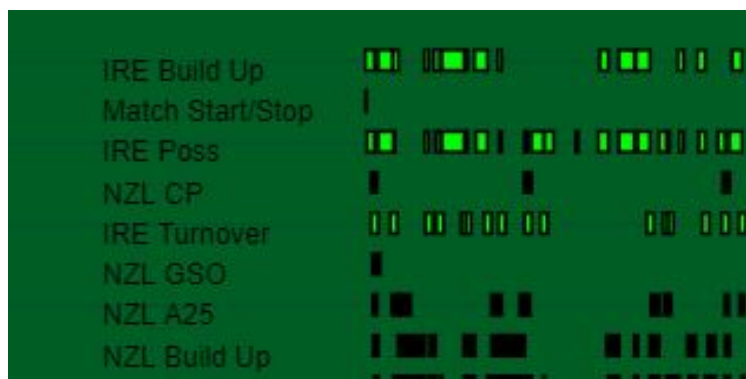 IRE Build Up
Match Start/Stop
IRE Poss
NZL CP
IRE Turnover
NZL GSO
NZL A25
NZL Build Up